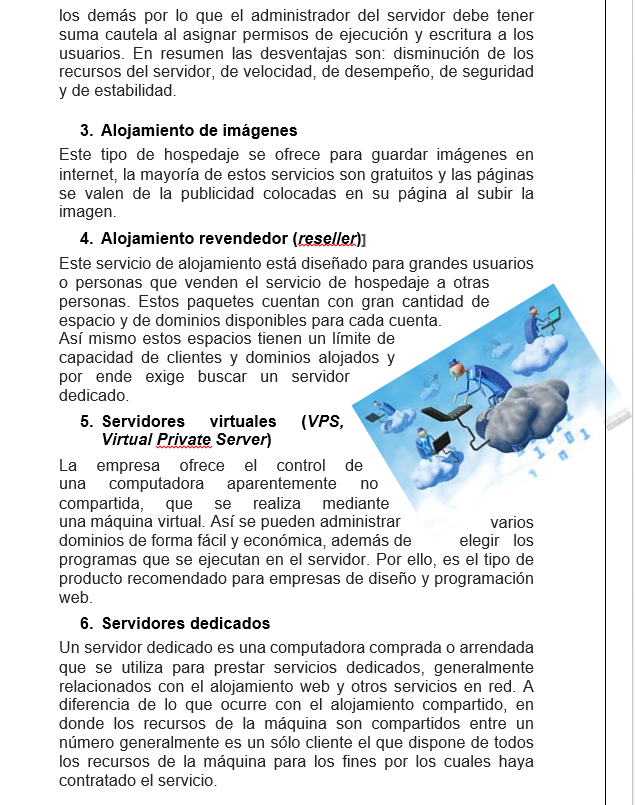 los demás por lo que el administrador del servidor debe tener
suma cautela al asignar permisos de ejecución y escritura a los
usuarios. En resumen las desventajas son: disminución de los
recursos del servidor, de velocidad, de desempeño, de seguridad
y de estabilidad.
3. Alojamiento de imágenes
Este tipo de hospedaje se ofrece para guardar imágenes en
internet, la mayoría de estos servicios son gratuitos y las páginas
se valen de la publicidad colocadas en su página al subir la
imagen.
4. Alojamiento revendedor (reseller)]
Este servicio de alojamiento está diseñado para grandes usuarios
o personas que venden el servicio de hospedaje a otras
personas. Estos paquetes cuentan con gran cantidad de
espacio y de dominios disponibles para cada cuenta.
Así mismo estos espacios tienen un límite de
capacidad de clientes y dominios alojados y
por ende exige buscar un servidor
dedicado.
5. Servidores virtuales (VPS,
Virtual Private Server)
La empresa ofrece el control de
una computadora aparentemente no
compartida, que se realiza mediante
una máquina virtual. Así se pueden administrar varios
dominios de forma fácil y económica, además de elegir los
programas que se ejecutan en el servidor. Por ello, es el tipo de
producto recomendado para empresas de diseño y programación
web.
6. Servidores dedicados
Un servidor dedicado es una computadora comprada o arrendada
que se utiliza para prestar servicios dedicados, generalmente
relacionados con el alojamiento web y otros servicios en red. A
diferencia de lo que ocurre con el alojamiento compartido, en
donde los recursos de la máquina son compartidos entre un
número generalmente es un sólo cliente el que dispone de todos
los recursos de la máquina para los fines por los cuales haya
contratado el servicio.